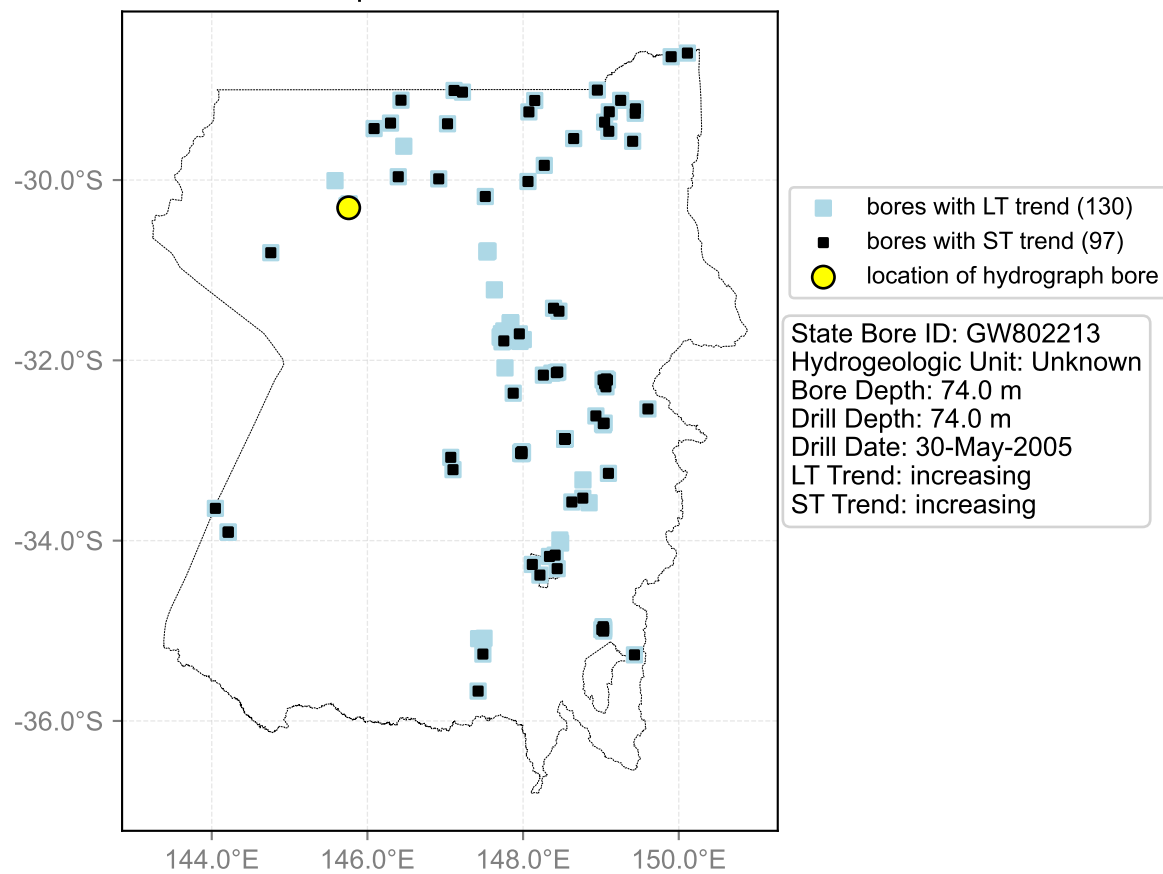 -30.0°S
-32.0°S
-34.0°S
-36.0°S
144.0°E
146.0°E
148.0°E
150.0°E
bores with LT trend (130)
bores with ST trend (97)
location of hydrograph bore
State Bore ID: GW802213
Hydrogeologic Unit: Unknown
Bore Depth: 74.0 m
Drill Depth: 74.0 m
Drill Date: 30-May-2005
LT Trend: increasing
ST Trend: increasing